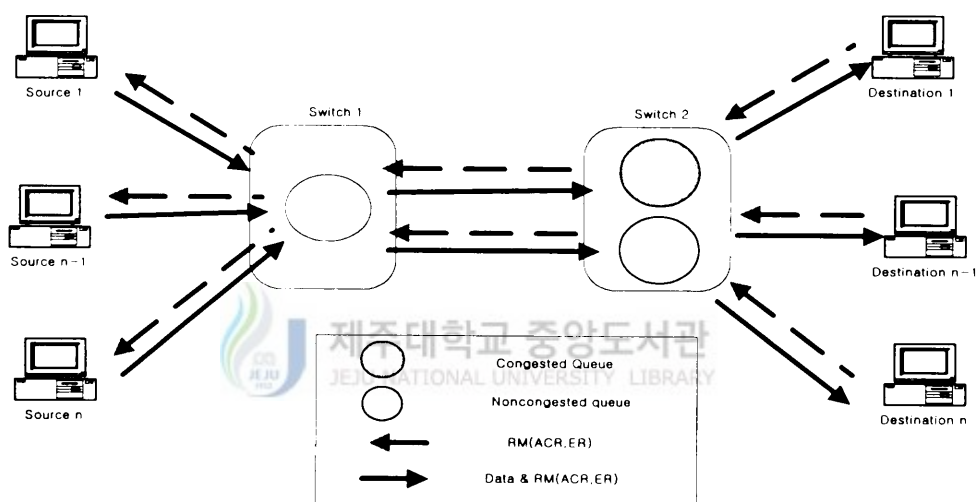 Source 1
Switch 1
Switch 2
Destination 1
Source n-1
Destination n-1
Source n
Destination n
제주대학교 중앙도서관
JEJU NATIONAL UNIVERSITY LIBRARY
JEJU
1952
Congested Queue
Noncongested queue
RM(ACR,ER)
Data & RM(ACR,ER)